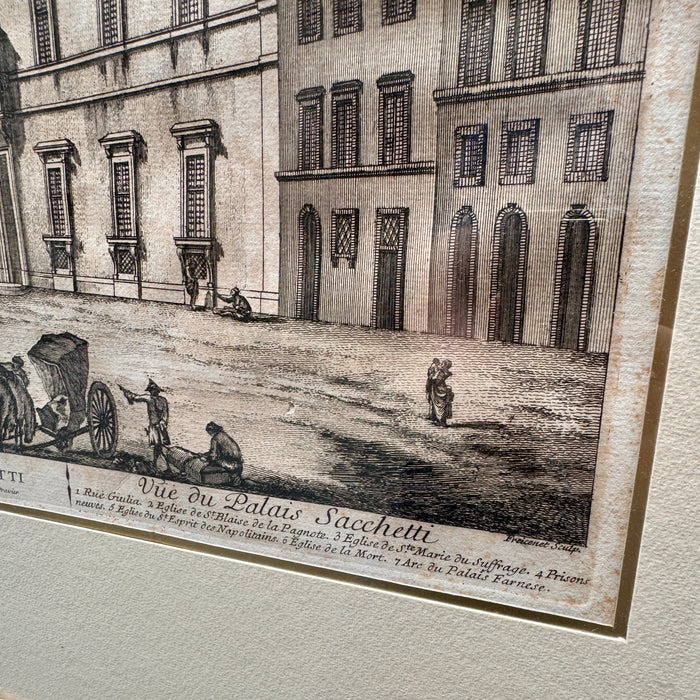 TTI
Vüe du Palais Sacchetti
1 Rue Giulia. 2 Eglise de St. Blaise de la Pagnote. 3 Eglise de Ste Marie du Suffrage. 4 Prisons
neuves. 5 Eglise du St. Esprit des Napolitains. 6 Eglise de la Mort. 7 Arc du Palais Farnese.
Freicenet Sculp.